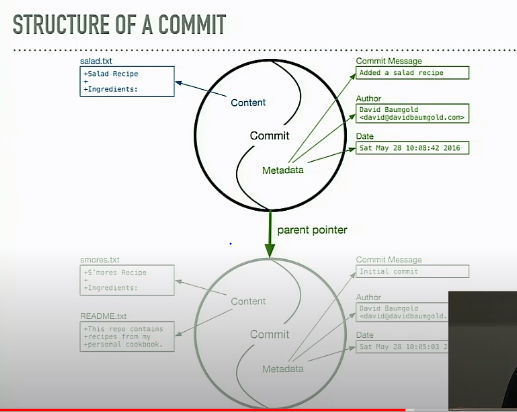 STRUCTURE OF A COMMIT
salad.txt
+Salad Recipe
+
+Ingredients:
Content
Commit
Metadata
Commit Message
Added a salad recipe
Author
David Baumgold
<david@davidbaumgold.com>
Date
Sat May 28 10:08:42 2016
parent pointer
smores.txt
+S'mores Recipe
+
+Ingredients:
README.txt
+This repo contains
+recipes from my
+personal cookbook.
Content
Commit
Metadata
Commit Message
Initial commit
Author
David Baumgold
<david@davidbaumgold.
Date
Sat May 28 10:05:03 2